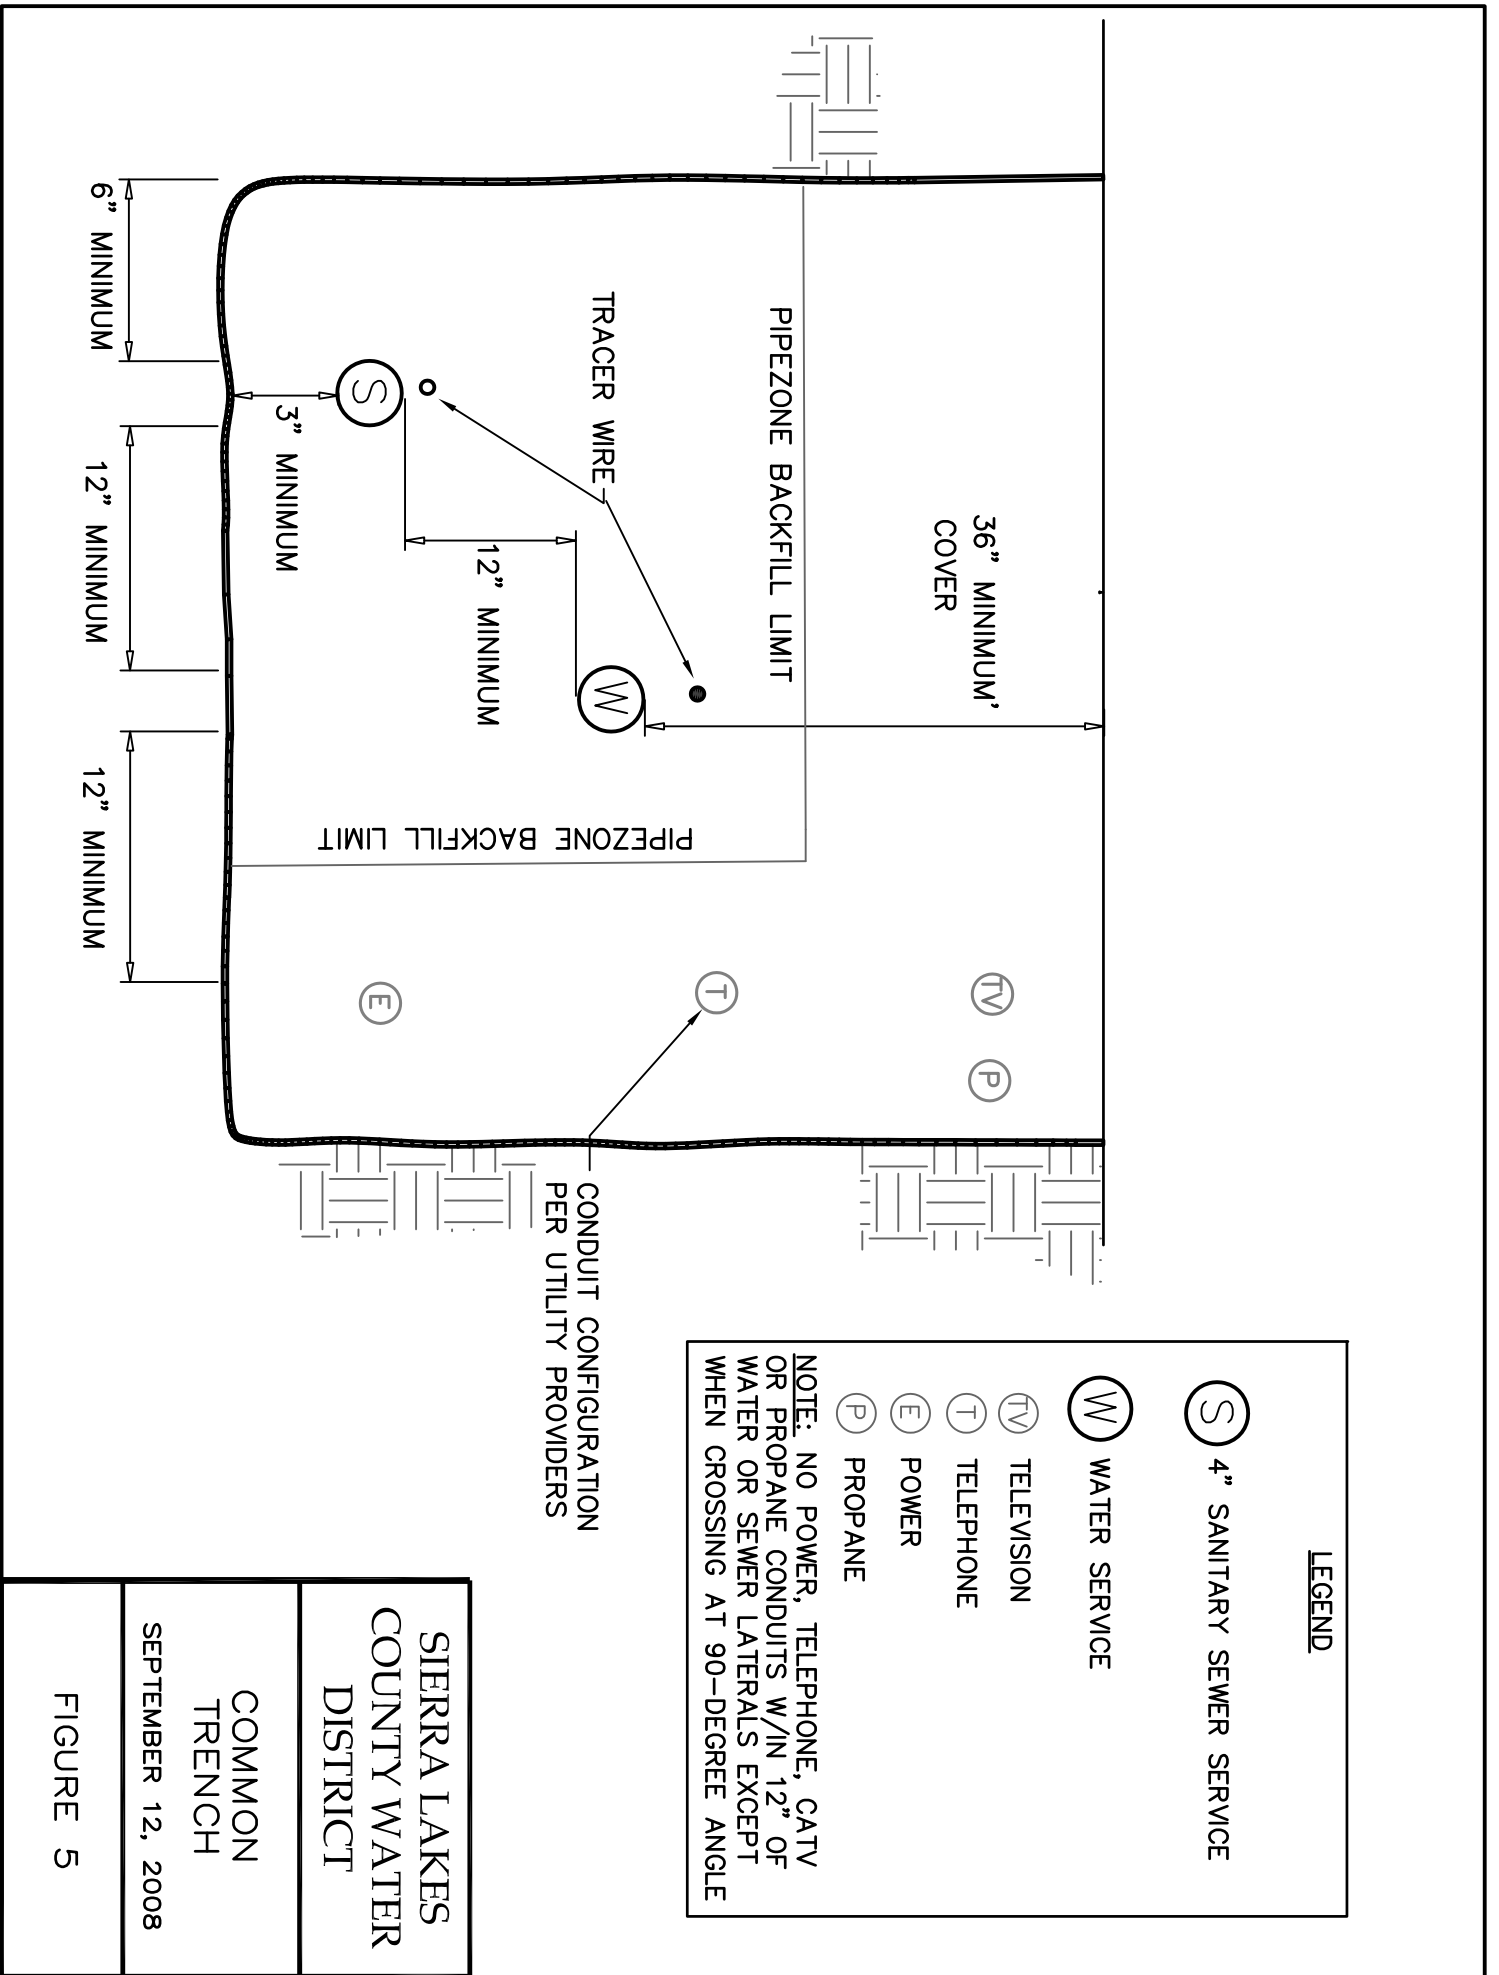 36" MINIMUM'
COVER
PIPEZONE BACKFILL LIMIT
TRACER WIRE
W
12" MINIMUM
S
3" MINIMUM
6" MINIMUM
12" MINIMUM
12" MINIMUM
PIPEZONE BACKFILL LIMIT
TV
P
T
E
CONDUIT CONFIGURATION
PER UTILITY PROVIDERS
LEGEND
S 4" SANITARY SEWER SERVICE
W WATER SERVICE
TV TELEVISION
T TELEPHONE
E POWER
P PROPANE
NOTE: NO POWER, TELEPHONE, CATV
OR PROPANE CONDUITS W/IN 12" OF
WATER OR SEWER LATERALS EXCEPT
WHEN CROSSING AT 90-DEGREE ANGLE
SIERRA LAKES
COUNTY WATER
DISTRICT
COMMON
TRENCH
SEPTEMBER 12, 2008
FIGURE 5